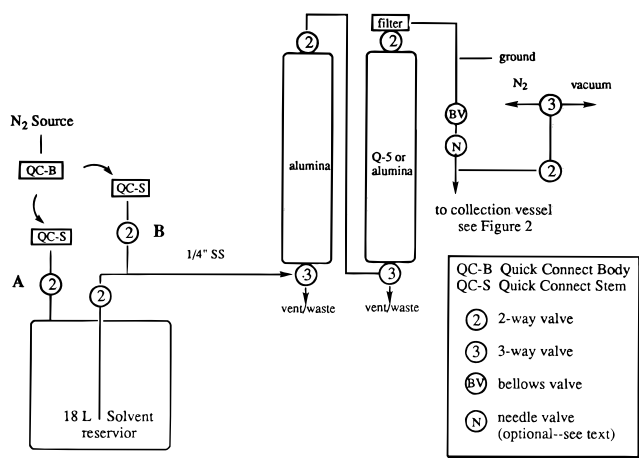 filter
2
2
ground
N2
vacuum
3
N2 Source
BV
QC-B
alumina
Q-5 or
alumina
N
QC-S
2
to collection vessel
see Figure 2
QC-S
2
B
1/4" SS
A
2
2
3
3
vent/waste
vent/waste
18 L Solvent
reservior
QC-B Quick Connect Body
QC-S Quick Connect Stem
2 2-way valve
3 3-way valve
BV bellows valve
N needle valve
(optional--see text)